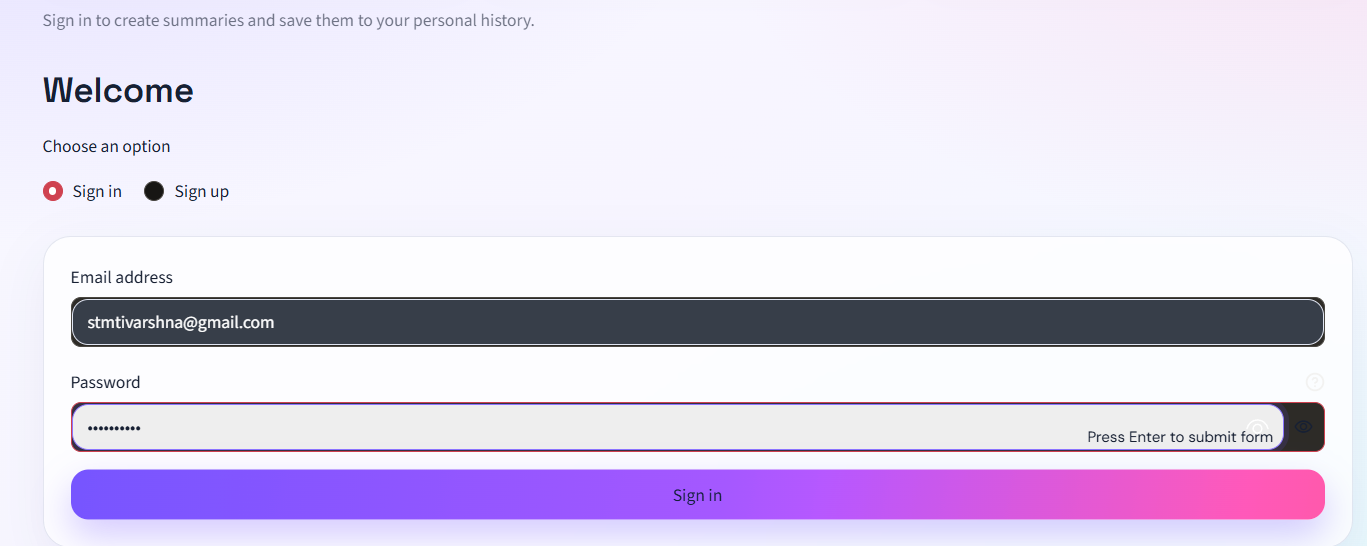 Sign in to create summaries and save them to your personal history.
Welcome
Choose an option
Sign in Sign up
Email address
stmtivarshna@gmail.com
Password
••••••••••
Press Enter to submit form
Sign in